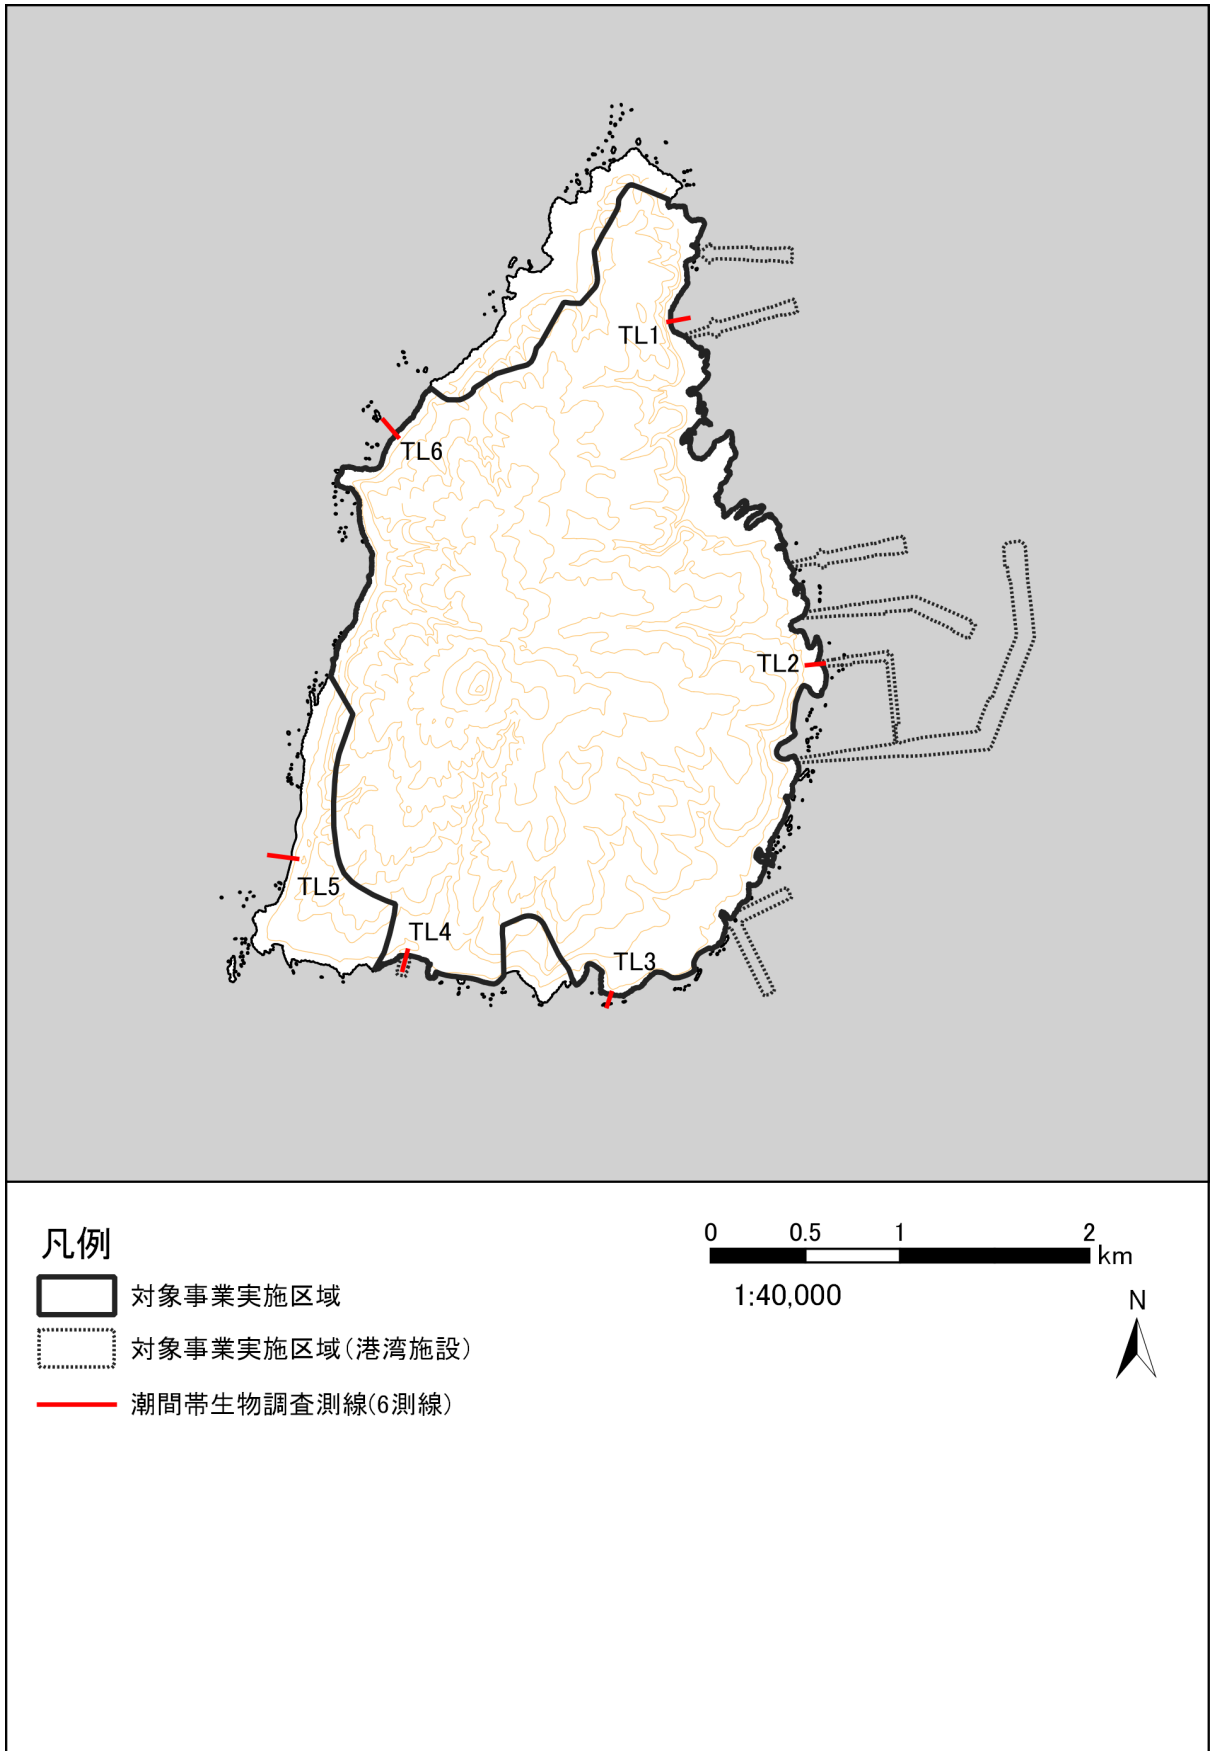 TL1
TL6
TL2
TL5
TL4
TL3
凡例
対象事業実施区域
対象事業実施区域(港湾施設)
潮間帯生物調査測線(6測線)
0 0.5 1 2
km
1:40,000
N